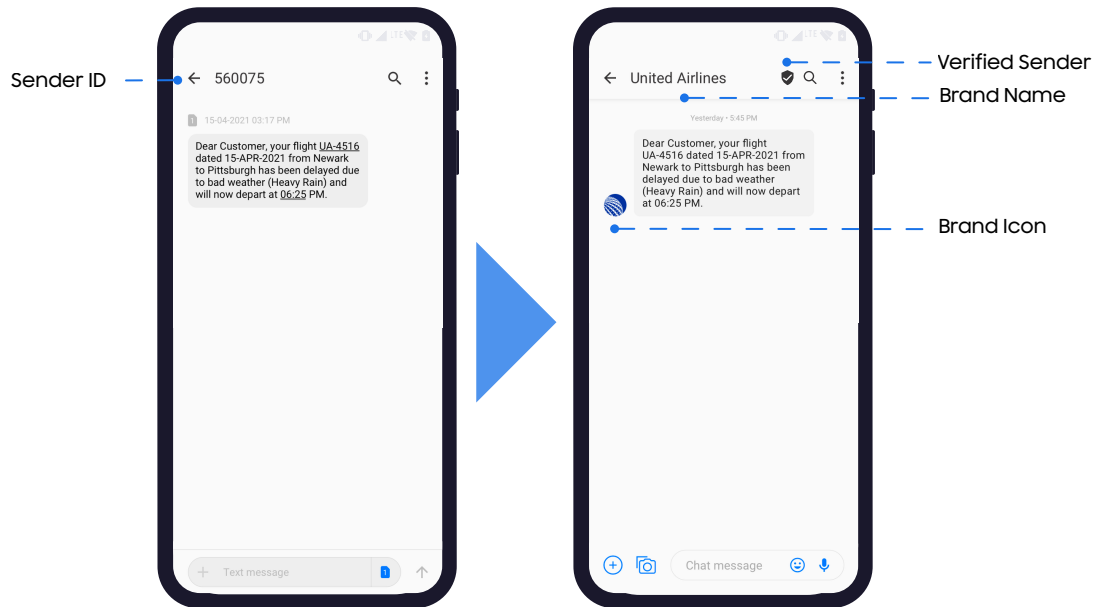 Sender ID
LTE
560075
1
15-04-2021 03:17 PM
Dear Customer, your flight UA-4516
dated 15-APR-2021 from Newark
to Pittsburgh has been delayed due
to bad weather (Heavy Rain) and
will now depart at 06:25 PM.
Text message
1
LTE
United Airlines
Yesterday • 5:45 PM
Dear Customer, your flight
UA-4516 dated 15-APR-2021 from
Newark to Pittsburgh has been
delayed due to bad weather
(Heavy Rain) and will now depart
at 06:25 PM.
Chat message
Verified Sender
Brand Name
Brand Icon